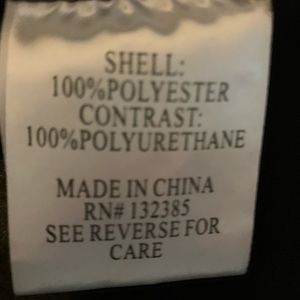 SHELL:
100%POLYESTER
CONTRAST:
100%POLYURETHANE
MADE IN CHINA
RN# 132385
SEE REVERSE FOR
CARE